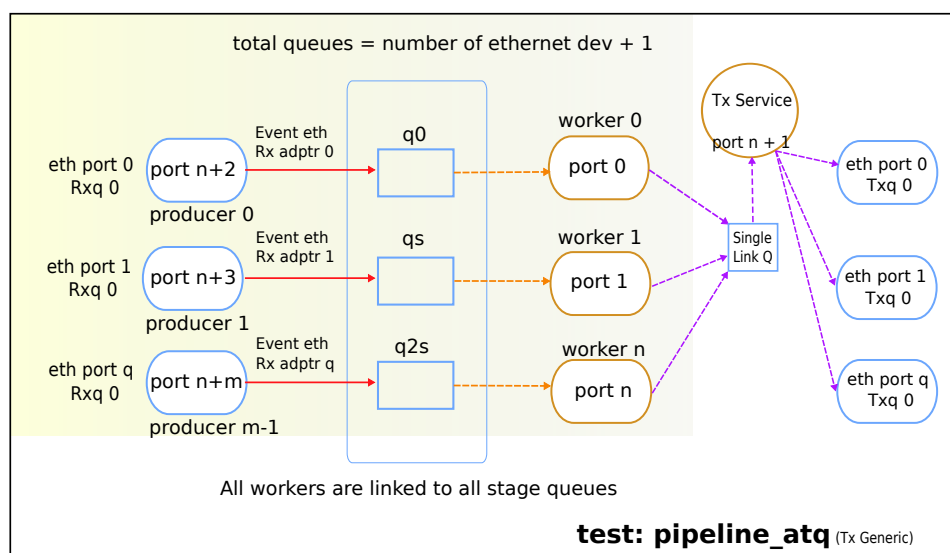 total queues = number of ethernet dev + 1
Tx Service
port n + 1
eth port 0
Rxq 0
port n+2
producer 0
Event eth
Rx adptr 0
q0
worker 0
port 0
eth port 0
Txq 0
eth port 1
Rxq 0
port n+3
producer 1
Event eth
Rx adptr 1
qs
worker 1
port 1
Single
Link Q
eth port 1
Txq 0
eth port q
Rxq 0
port n+m
producer m-1
Event eth
Rx adptr q
q2s
worker n
port n
eth port q
Txq 0
All workers are linked to all stage queues
test: pipeline_atq (Tx Generic)